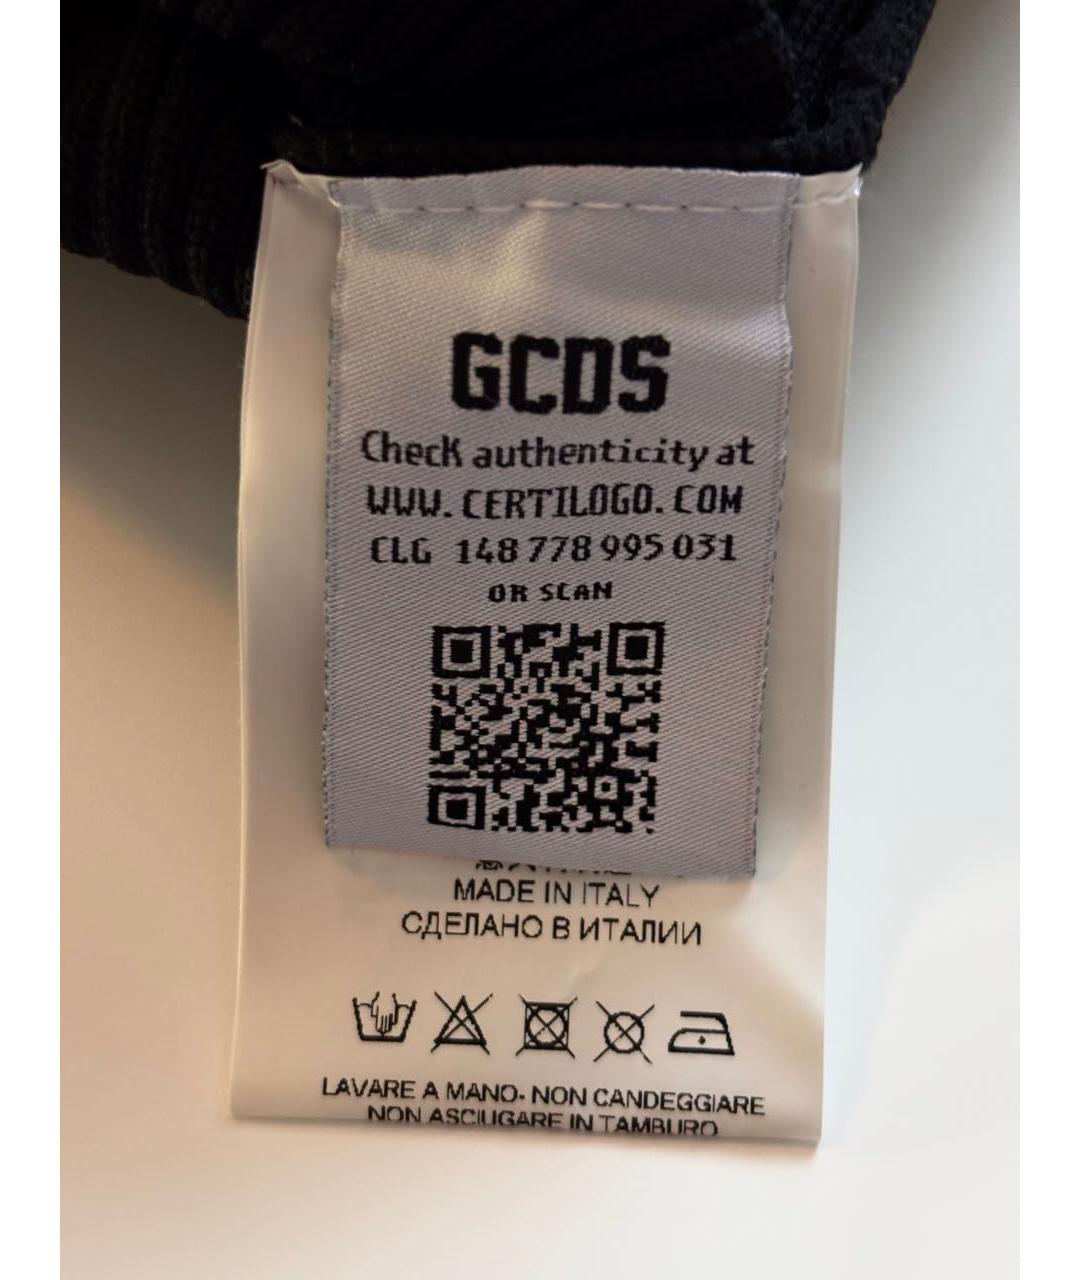 GCDS
Check authenticity at
WWW.CERTILOGO.COM
CLG 148 778 995 031
OR SCAN
MADE IN ITALY
СДЕЛАНО В ИТАЛИИ
LAVARE A MANO- NON CANDEGGIARE
NON ASCIUGARE IN TAMBURO